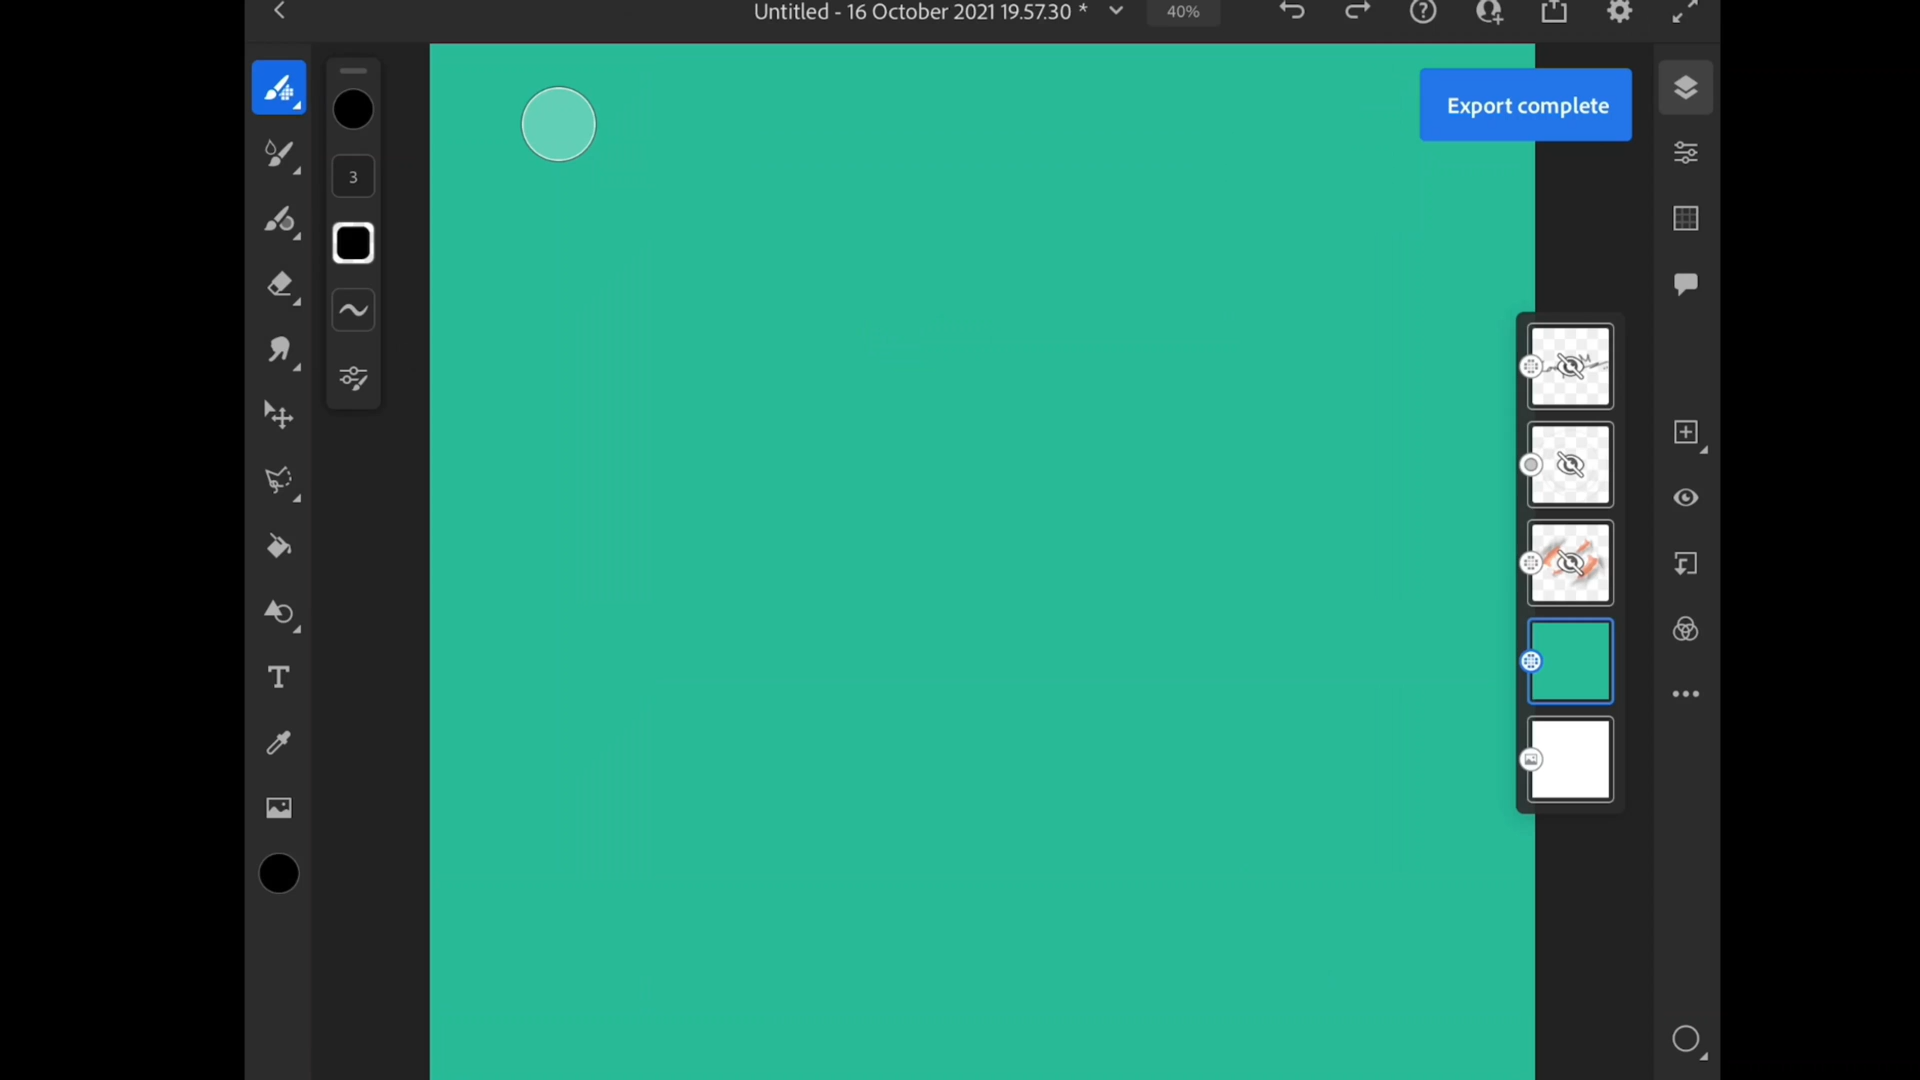 Untitled - 16 October 2021 19.57.30 *
40%
Export complete
3